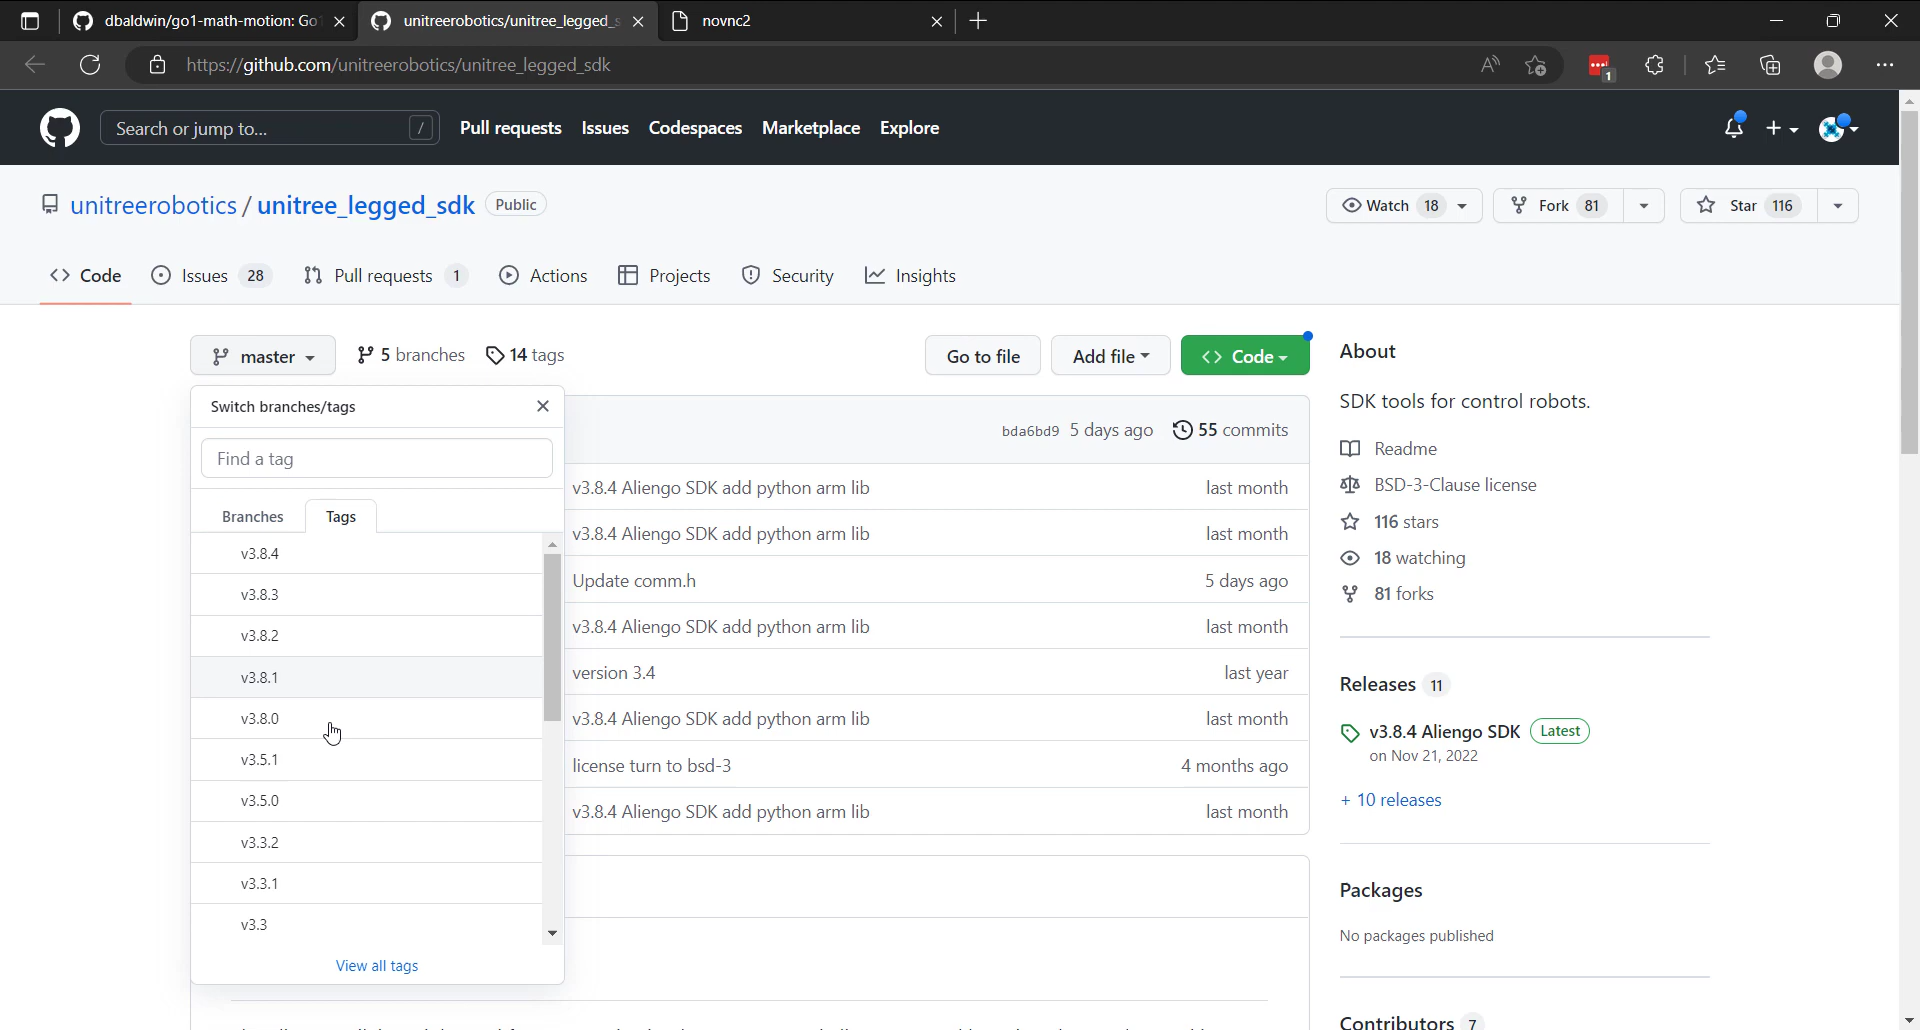 dbaldwin/go1-math-motion: Go1
unitreerobotics/unitree_legged_s
novnc2
https://github.com/unitreerobotics/unitree_legged_sdk
1
Search or jump to...
/
Pull requests
Issues
Codespaces
Marketplace
Explore
unitreerobotics / unitree_legged_sdk
Public
Watch 18
Fork 81
Star 116
Code
Issues 28
Pull requests 1
Actions
Projects
Security
Insights
master
5 branches
14 tags
Go to file
Add file
Code
Switch branches/tags
Find a tag
Branches
Tags
v3.8.4
v3.8.3
v3.8.2
v3.8.1
v3.8.0
v3.5.1
v3.5.0
v3.3.2
v3.3.1
v3.3
View all tags
bda6bd9 5 days ago 55 commits
v3.8.4 Aliengo SDK add python arm lib last month
v3.8.4 Aliengo SDK add python arm lib last month
Update comm.h 5 days ago
v3.8.4 Aliengo SDK add python arm lib last month
version 3.4 last year
v3.8.4 Aliengo SDK add python arm lib last month
license turn to bsd-3 4 months ago
v3.8.4 Aliengo SDK add python arm lib last month
About
SDK tools for control robots.
Readme
BSD-3-Clause license
116 stars
18 watching
81 forks
Releases 11
v3.8.4 Aliengo SDK Latest
on Nov 21, 2022
+ 10 releases
Packages
No packages published
Contributors 7